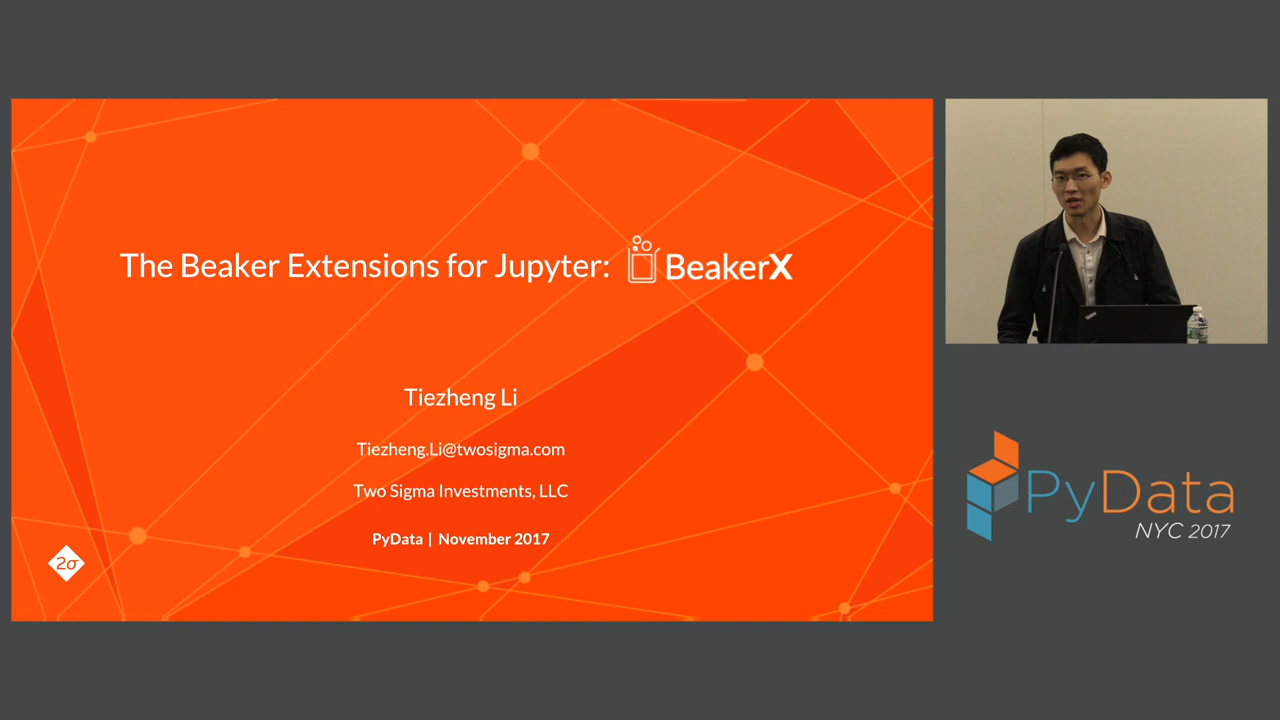 The Beaker Extensions for Jupyter: BeakerX
Tiezheng Li
Tiezheng.Li@twosigma.com
Two Sigma Investments, LLC
PyData | November 2017
2σ
PyData
NYC 2017